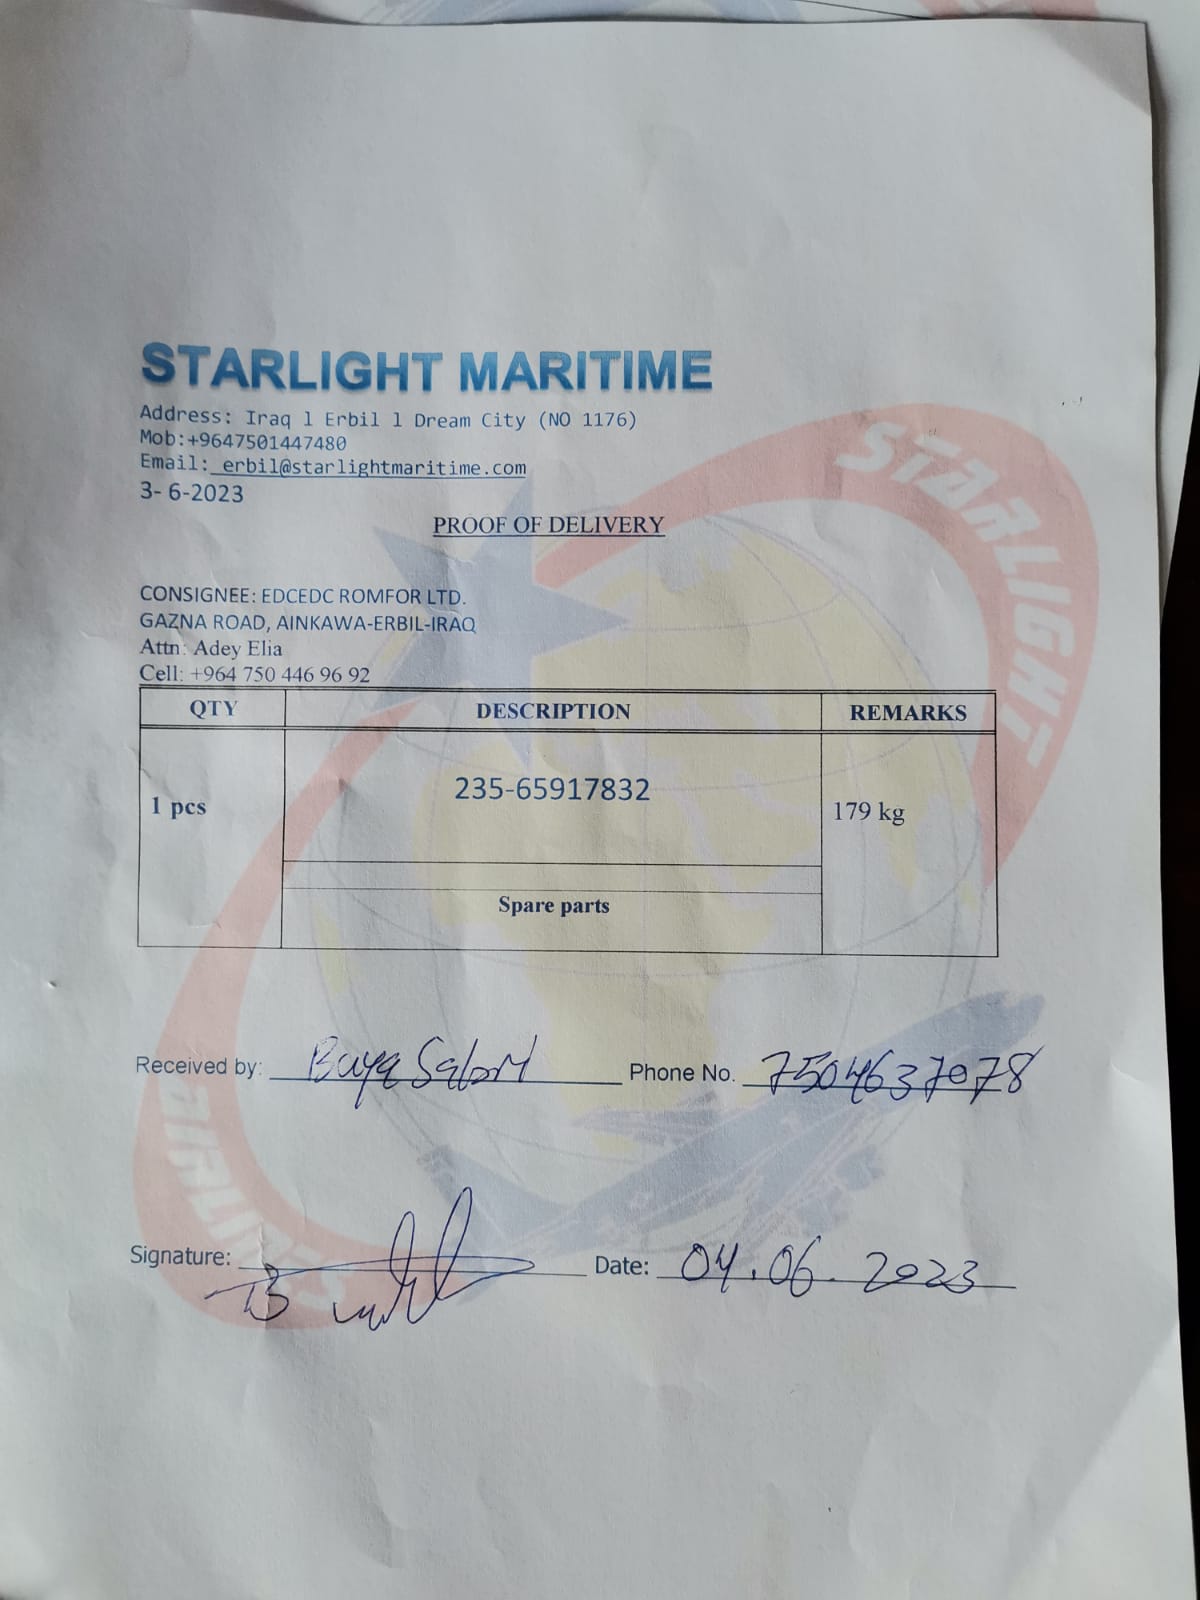 STARLIGHT MARITIME
Address: Iraq l Erbil l Dream City (NO 1176)
Mob:+9647501447480
Email: erbil@starlightmaritime.com
3- 6-2023
PROOF OF DELIVERY
CONSIGNEE: EDCEDC ROMFOR LTD.
GAZNA ROAD, AINKAWA-ERBIL-IRAQ
Attn: Adey Elia
Cell: +964 750 446 96 92
QTY DESCRIPTION REMARKS
1 pcs 235-65917832 179 kg
Spare parts
Received by: Phone No. 7504637078
Signature: Date: 04.06.2023
STARLIGHT
AIRLINES